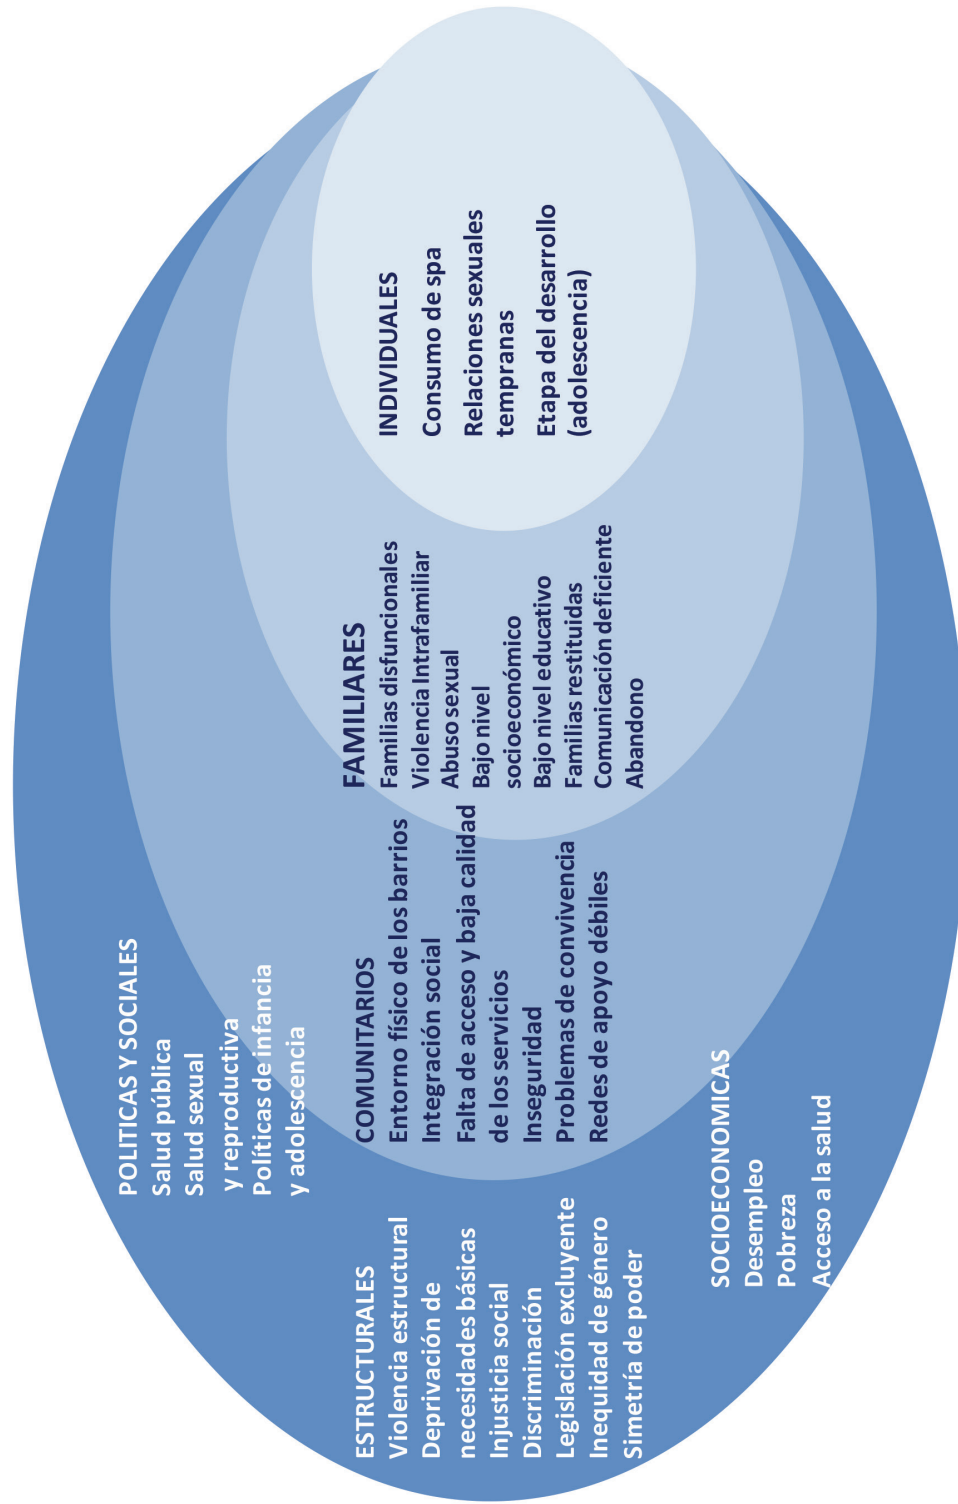 ESTRUCTURALES
Violencia estructural
Deprivación de
necesidades básicas
Injusticia social
Discriminación
Legislación excluyente
Inequidad de género
Simetría de poder
POLITICAS Y SOCIALES
Salud pública
Salud sexual
y reproductiva
Políticas de infancia
y adolescencia
SOCIOECONOMICAS
Desempleo
Pobreza
Acceso a la salud
COMUNITARIOS
Entorno físico de los barrios
Integración social
Falta de acceso y baja calidad
de los servicios
Inseguridad
Problemas de convivencia
Redes de apoyo débiles
FAMILIARES
Familias disfuncionales
Violencia Intrafamiliar
Abuso sexual
Bajo nivel
socioeconómico
Bajo nivel educativo
Familias restituidas
Comunicación deficiente
Abandono
INDIVIDUALES
Consumo de spa
Relaciones sexuales
tempranas
Etapa del desarrollo
(adolescencia)